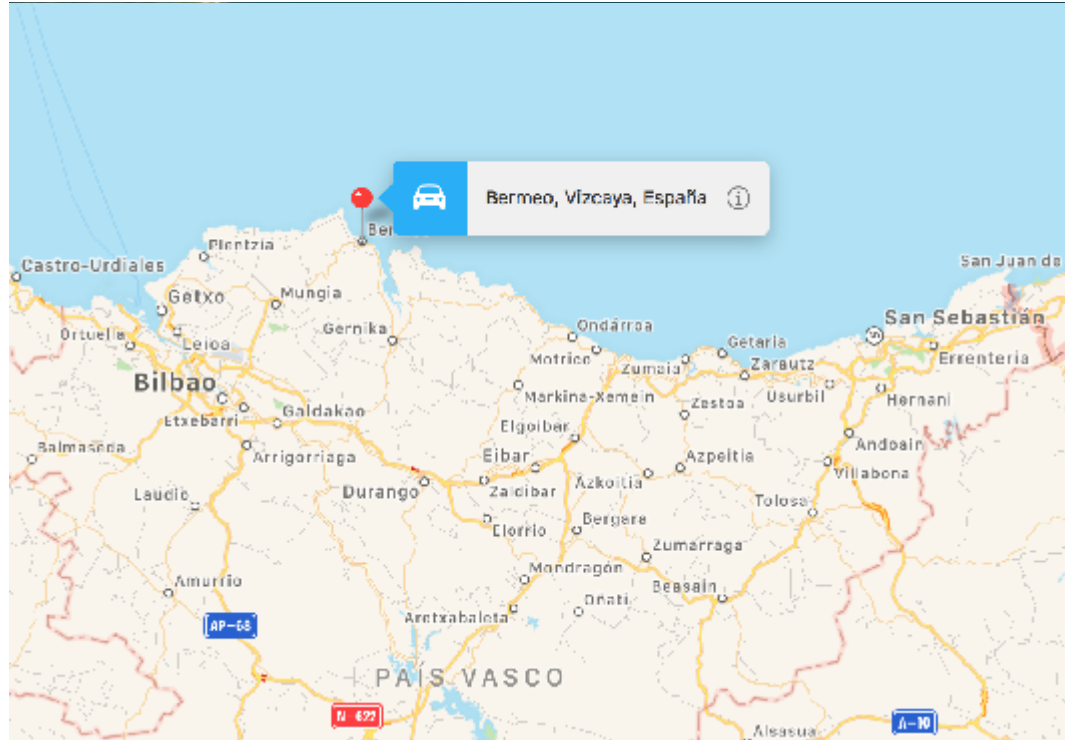 Bermeo, Vizcaya, España
Ber
Plentzia
Castro-Urdiales
San Juan de
Getxo
Mungia
Ortuella
Leioa
Gernika
Ondárroa
San Sebastián
Motrico
Getaria
Errenteria
Zumaia
Zarautz
Bilbao
Markina-Xemein
Zestoa
Usurbil
Hernani
Etxebarri
Galdakao
Elgoibar
Balmaseda
Arrigorriaga
Eibar
Azpeitia
Andoain
Villabona
Laudio
Durango
Zaldibar
Azkoitia
Tolosa
Elorrio
Bergara
Zumarraga
Amurrio
Mondragón
Beasain
Aretxabaleta
Oñati
AP-68
PAÍS VASCO
N-622
A-10
Alsasua